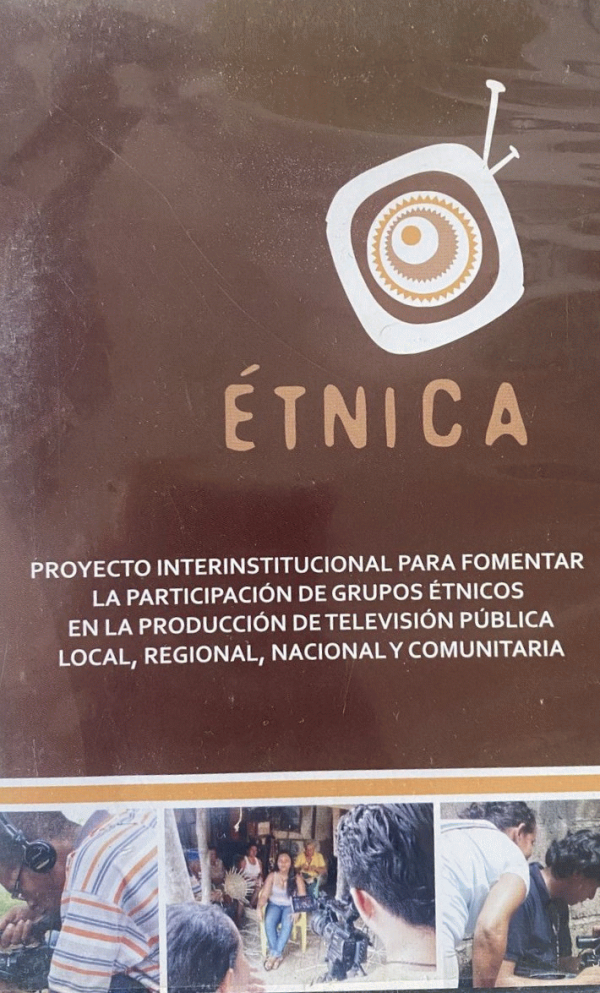 ÉTNICA
PROYECTO INTERINSTITUCIONAL PARA FOMENTAR
LA PARTICIPACIÓN DE GRUPOS ÉTNICOS
EN LA PRODUCCIÓN DE TELEVISIÓN PÚBLICA
LOCAL, REGIONAL, NACIONAL Y COMUNITARIA